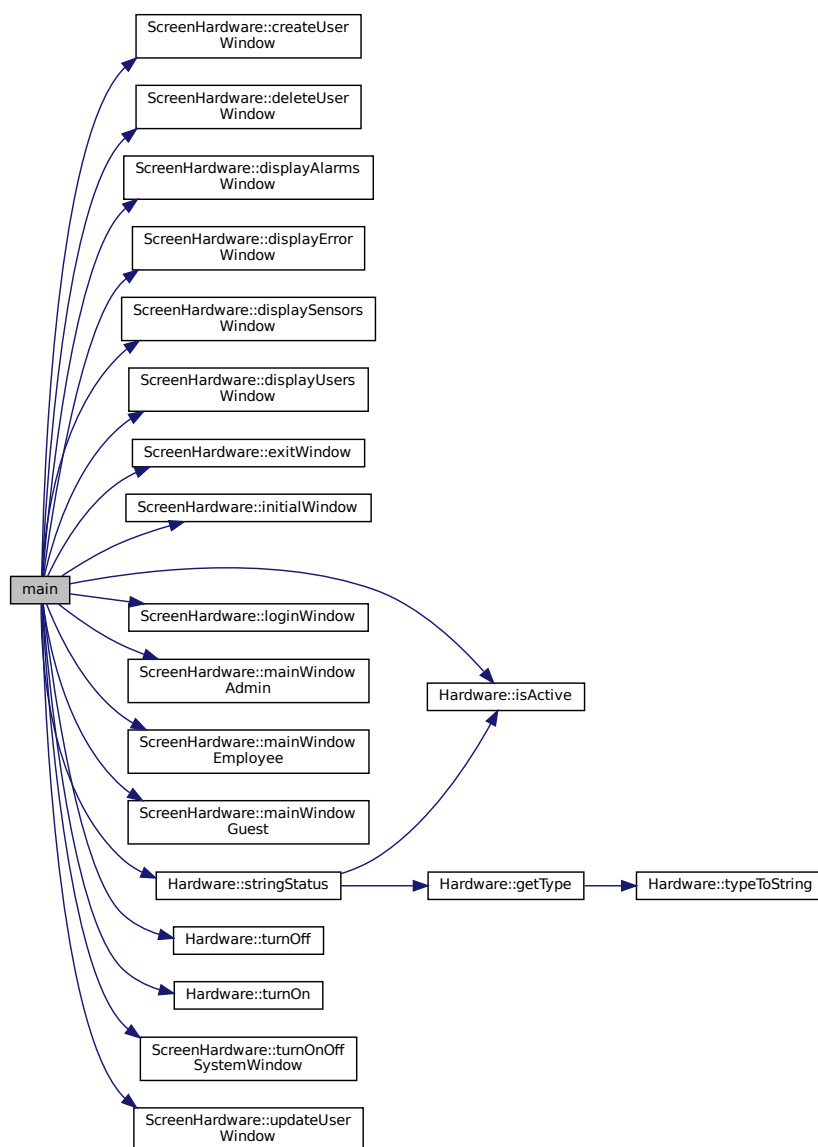 ScreenHardware::createUser
Window
ScreenHardware::deleteUser
Window
ScreenHardware::displayAlarms
Window
ScreenHardware::displayError
Window
ScreenHardware::displaySensors
Window
ScreenHardware::displayUsers
Window
ScreenHardware::exitWindow
ScreenHardware::initialWindow
main
ScreenHardware::loginWindow
ScreenHardware::mainWindow
Admin
Hardware::isActive
ScreenHardware::mainWindow
Employee
ScreenHardware::mainWindow
Guest
Hardware::stringStatus
Hardware::getType
Hardware::typeToString
Hardware::turnOff
Hardware::turnOn
ScreenHardware::turnOnOff
SystemWindow
ScreenHardware::updateUser
Window